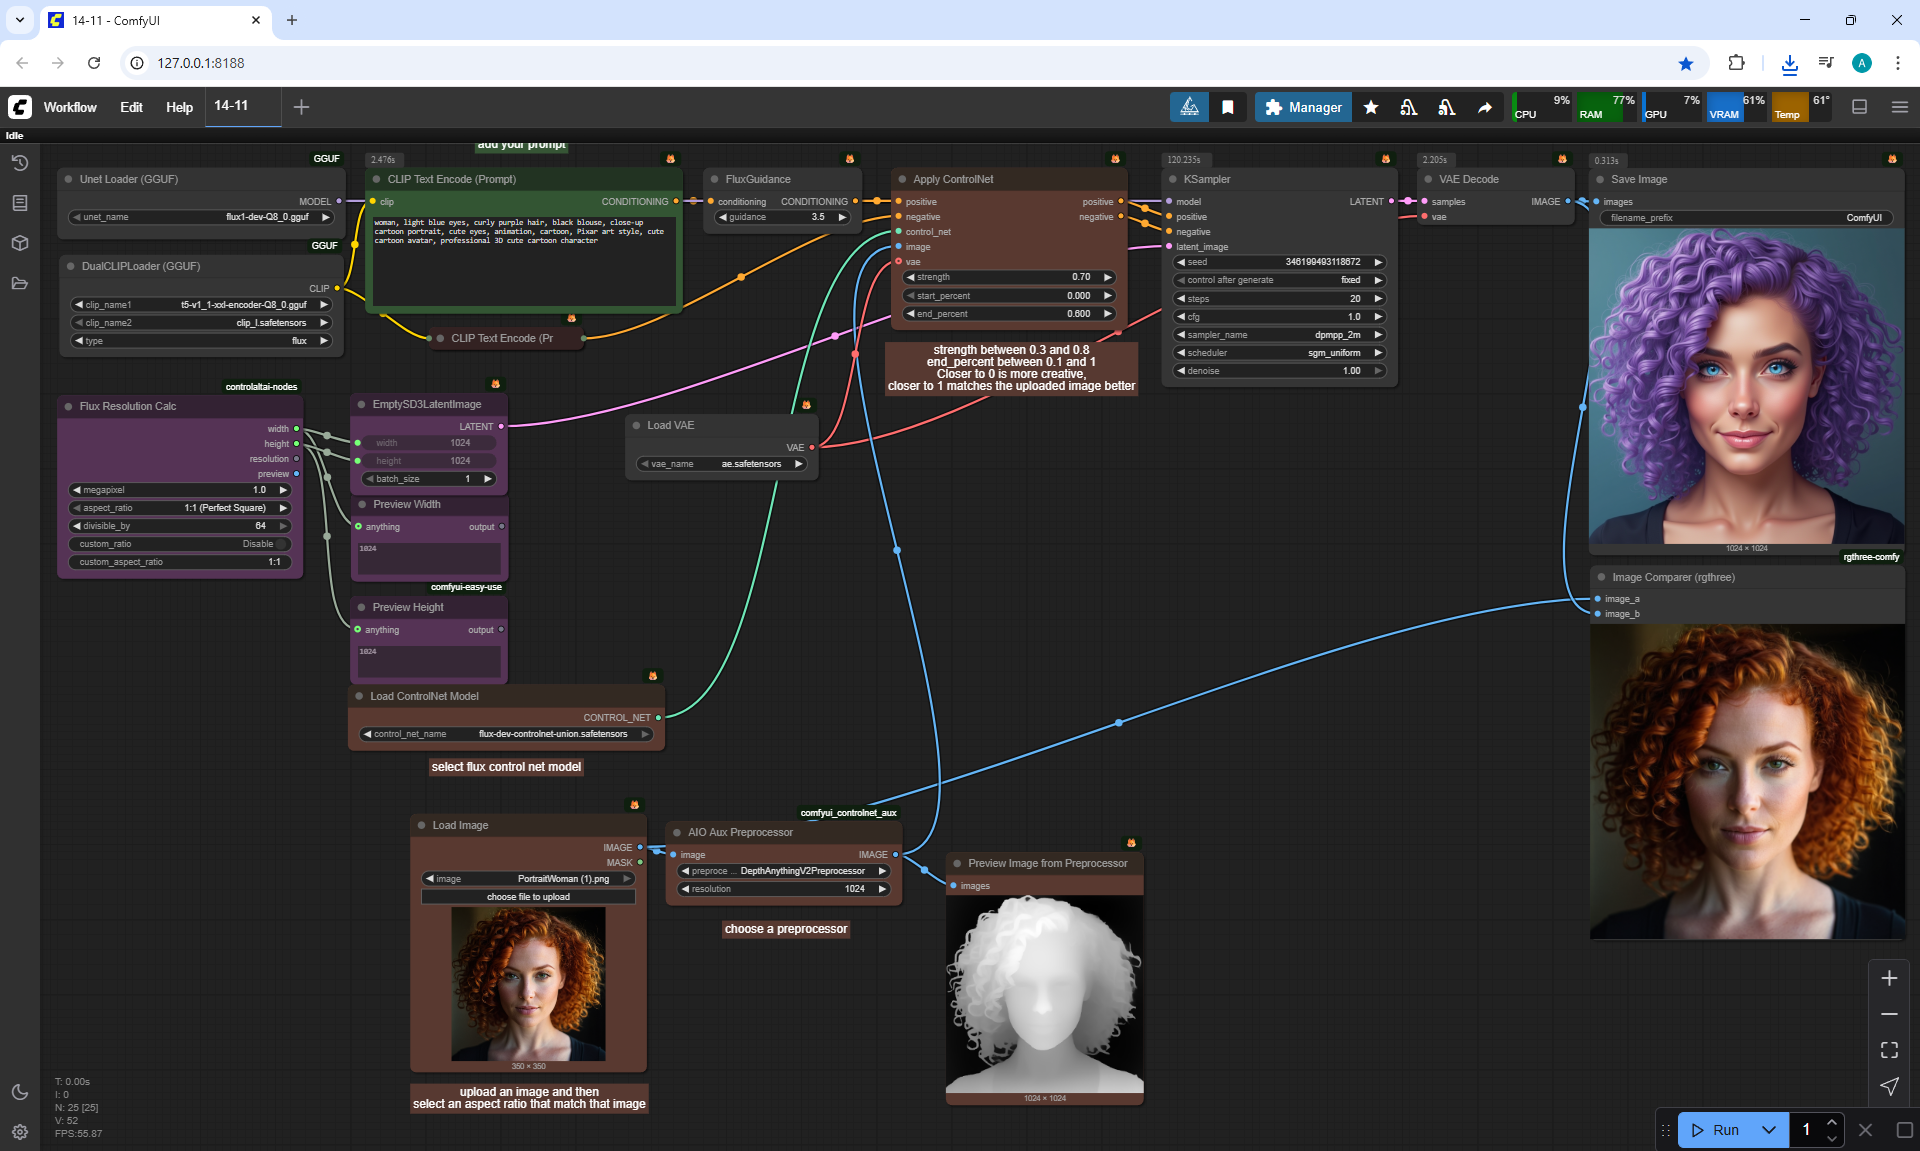 14-11 - ComfyUI
127.0.0.1:8188
A
Workflow
Edit
Help
14-11
Manager
CPU 9%
RAM 77%
GPU 7%
VRAM 61%
Temp 61°
Idle
add your prompt
GGUF
Unet Loader (GGUF)
MODEL
unet_name flux1-dev-Q8_0.gguf
GGUF
DualCLIPLoader (GGUF)
CLIP
clip_name1 t5-v1_1-xxl-encoder-Q8_0.gguf
clip_name2 clip_l.safetensors
type flux
2.476s
CLIP Text Encode (Prompt)
clip CONDITIONING
woman, light blue eyes, curly purple hair, black blouse, close-up
cartoon portrait, cute eyes, animation, cartoon, Pixar art style, cute
cartoon avatar, professional 3D cute cartoon character
CLIP Text Encode (Pr
FluxGuidance
conditioning CONDITIONING
guidance 3.5
Apply ControlNet
positive positive
negative negative
control_net
image
vae
strength 0.70
start_percent 0.000
end_percent 0.600
strength between 0.3 and 0.8
end_percent between 0.1 and 1
Closer to 0 is more creative,
closer to 1 matches the uploaded image better
120.235s
KSampler
model LATENT
positive
negative
latent_image
seed 346199493118672
control after generate fixed
steps 20
cfg 1.0
sampler_name dpmpp_2m
scheduler sgm_uniform
denoise 1.00
2.205s
VAE Decode
samples IMAGE
vae
0.313s
Save Image
images
filename_prefix ComfyUI
1024 × 1024
rgthree-comfy
Image Comparer (rgthree)
image_a
image_b
controlaltai-nodes
Flux Resolution Calc
width
height
resolution
preview
megapixel 1.0
aspect_ratio 1:1 (Perfect Square)
divisible_by 64
custom_ratio Disable
custom_aspect_ratio 1:1
EmptySD3LatentImage
LATENT
width 1024
height 1024
batch_size 1
Preview Width
anything output
1024
comfyui-easy-use
Preview Height
anything output
1024
Load VAE
VAE
vae_name ae.safetensors
Load ControlNet Model
CONTROL_NET
control_net_name flux-dev-controlnet-union.safetensors
select flux control net model
Load Image
IMAGE
MASK
image PortraitWoman (1).png
choose file to upload
350 × 350
upload an image and then
select an aspect ratio that match that image
comfyui_controlnet_aux
AIO Aux Preprocessor
image IMAGE
preproce ... DepthAnythingV2Preprocessor
resolution 1024
choose a preprocessor
Preview Image from Preprocessor
images
1024 × 1024
T: 0.00s
I: 0
N: 25 [25]
V: 52
FPS:55.87
Run
1